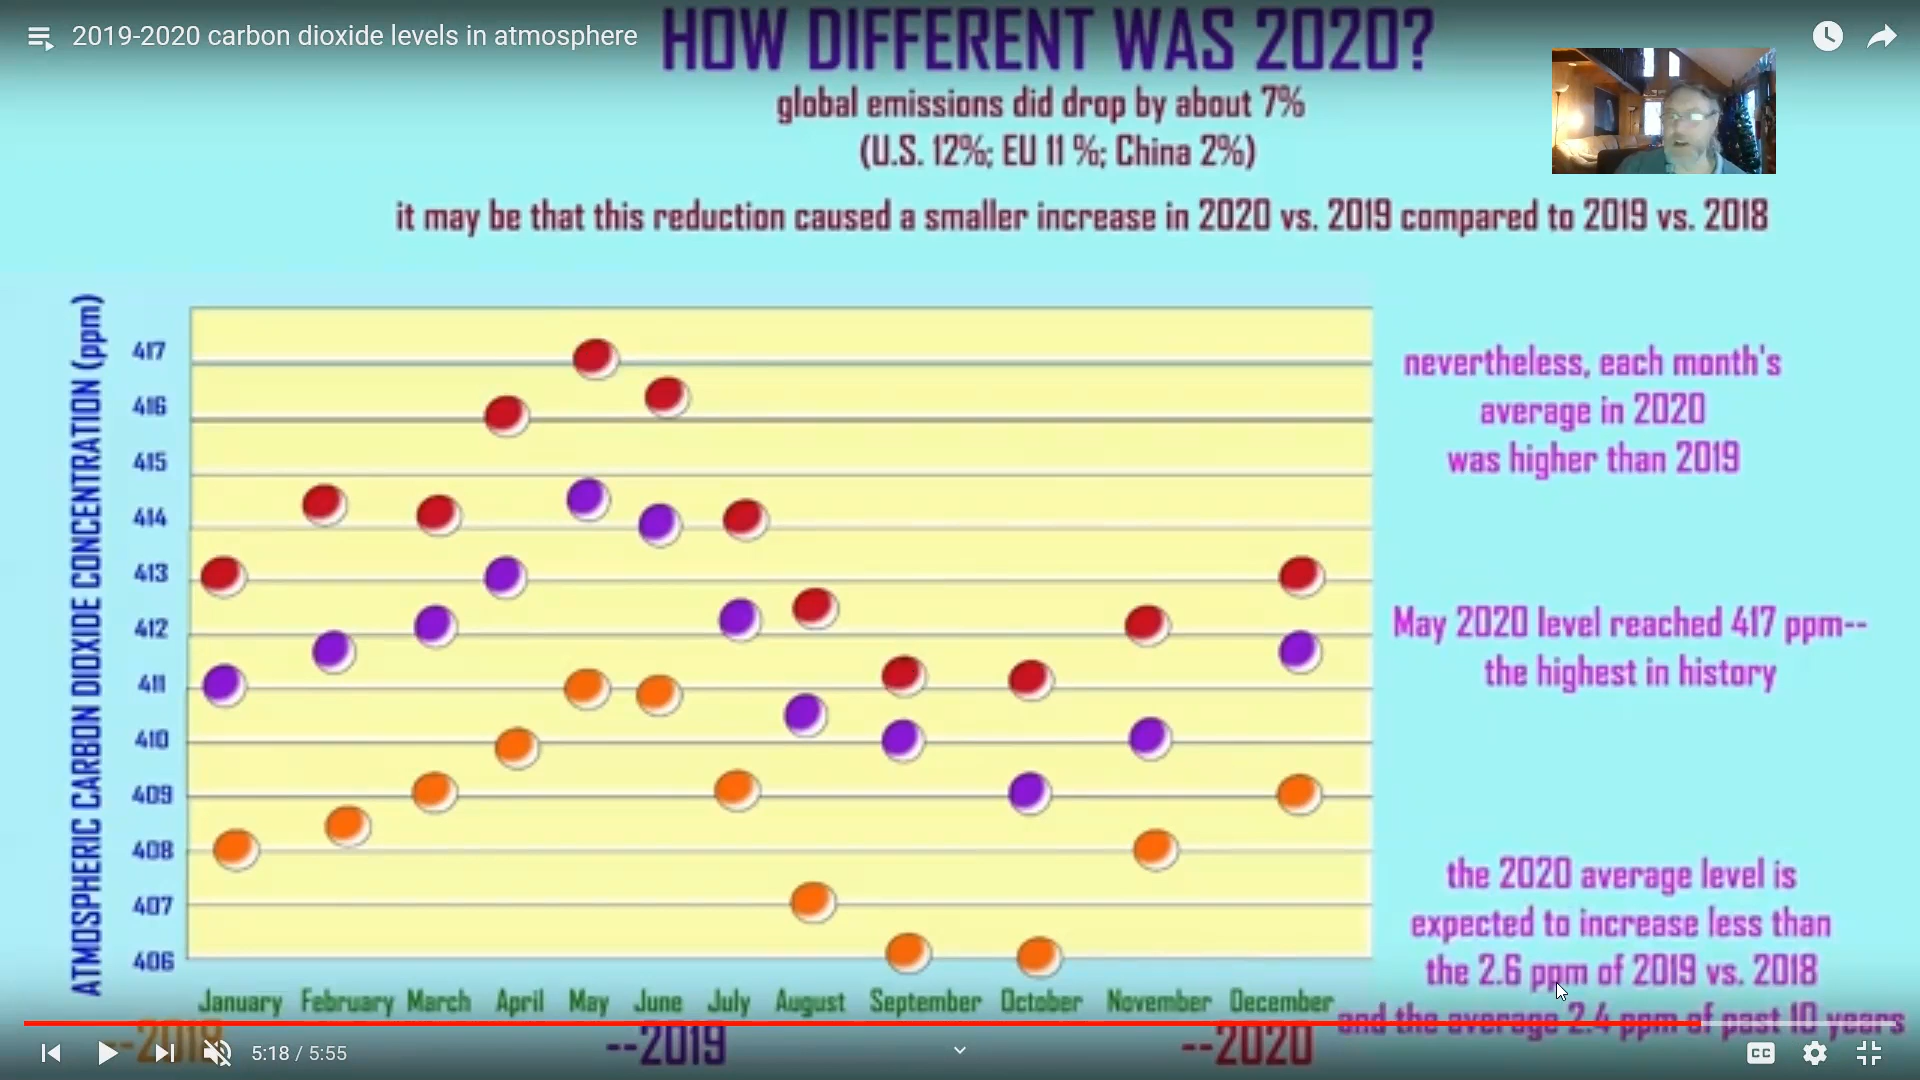 2019-2020 carbon dioxide levels in atmosphere
HOW DIFFERENT WAS 2020?
global emissions did drop by about 7%
(U.S. 12%; EU 11 %; China 2%)
it may be that this reduction caused a smaller increase in 2020 vs. 2019 compared to 2019 vs. 2018
ATMOSPHERIC CARBON DIOXIDE CONCENTRATION (ppm)
417
416
415
414
413
412
411
410
409
408
407
406
January February March April May June July August September October November December
--2018 --2019 --2020
nevertheless, each month's
average in 2020
was higher than 2019
May 2020 level reached 417 ppm--
the highest in history
the 2020 average level is
expected to increase less than
the 2.6 ppm of 2019 vs. 2018
and the average 2.4 ppm of past 10 years
5:18 / 5:55
CC